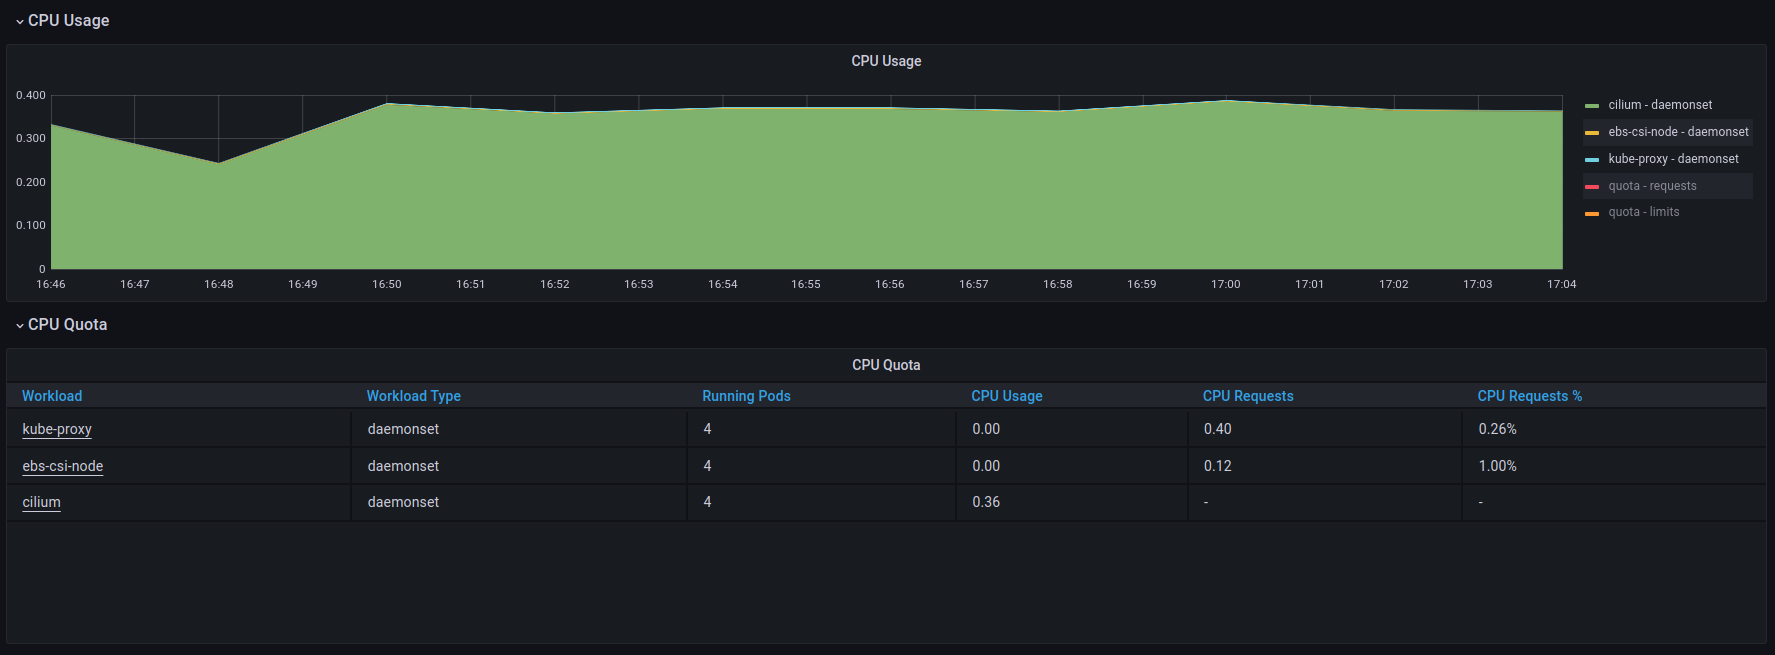 CPU Usage
CPU Usage
0.400
0.300
0.200
0.100
0
16:46 16:47 16:48 16:49 16:50 16:51 16:52 16:53 16:54 16:55 16:56 16:57 16:58 16:59 17:00 17:01 17:02 17:03 17:04
cilium - daemonset
ebs-csi-node - daemonset
kube-proxy - daemonset
quota - requests
quota - limits
CPU Quota
CPU Quota
Workload Workload Type Running Pods CPU Usage CPU Requests CPU Requests %
kube-proxy daemonset 4 0.00 0.40 0.26%
ebs-csi-node daemonset 4 0.00 0.12 1.00%
cilium daemonset 4 0.36 - -